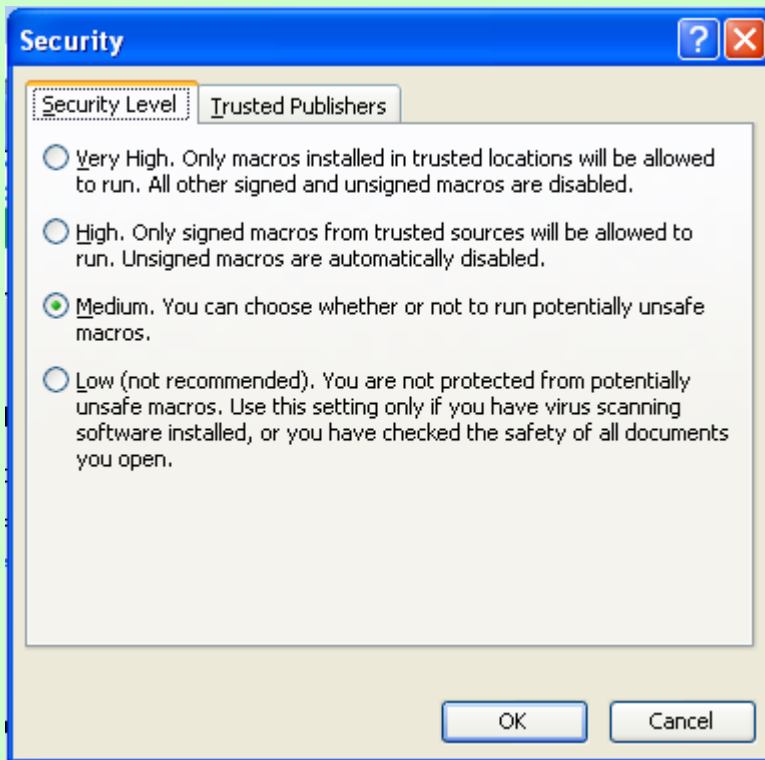 Security
Security Level
Trusted Publishers
Very High. Only macros installed in trusted locations will be allowed
to run. All other signed and unsigned macros are disabled.
High. Only signed macros from trusted sources will be allowed to
run. Unsigned macros are automatically disabled.
Medium. You can choose whether or not to run potentially unsafe
macros.
Low (not recommended). You are not protected from potentially
unsafe macros. Use this setting only if you have virus scanning
software installed, or you have checked the safety of all documents
you open.
OK
Cancel